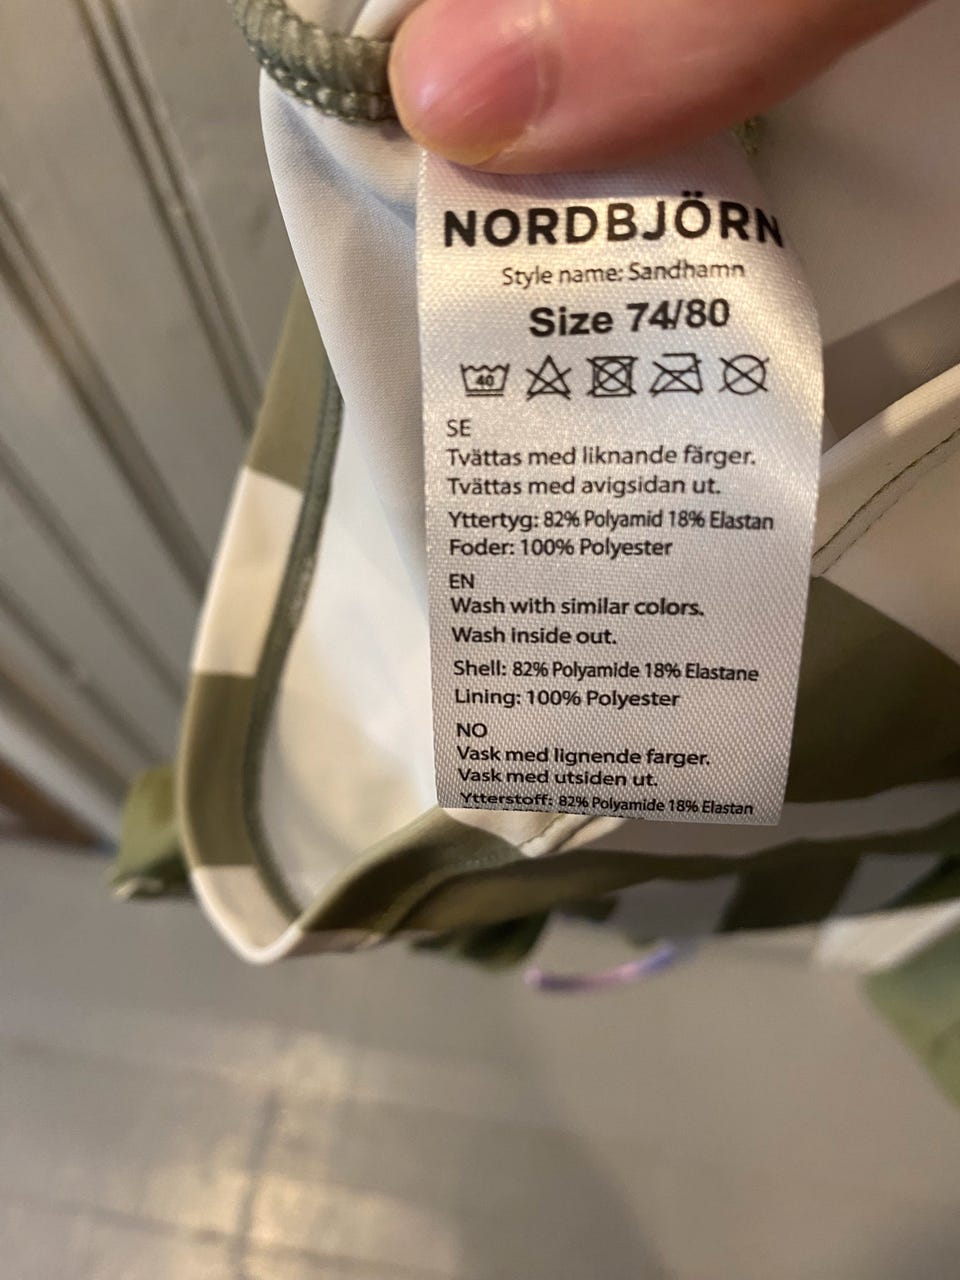 NORDBJÖRN
Style name: Sandhamn
Size 74/80
40
SE
Tvättas med liknande färger.
Tvättas med avigsidan ut.
Yttertyg: 82% Polyamid 18% Elastan
Foder: 100% Polyester
EN
Wash with similar colors.
Wash inside out.
Shell: 82% Polyamide 18% Elastane
Lining: 100% Polyester
NO
Vask med lignende farger.
Vask med utsiden ut.
Ytterstoff: 82% Polyamide 18% Elastan